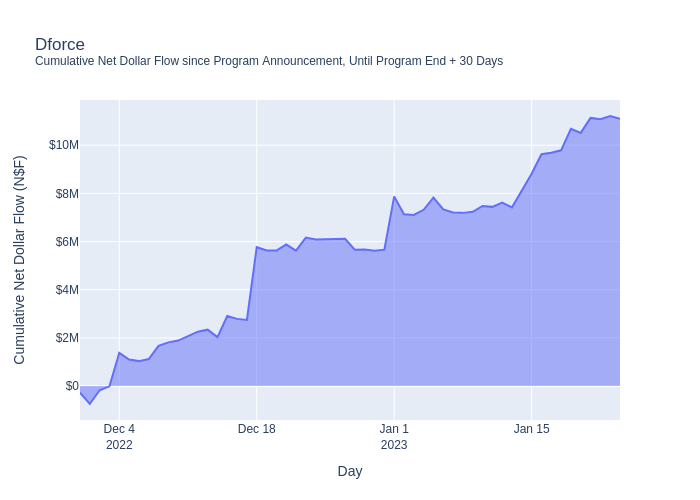 Dforce
Cumulative Net Dollar Flow since Program Announcement, Until Program End + 30 Days
Cumulative Net Dollar Flow (N$F)
$10M
$8M
$6M
$4M
$2M
$0
Dec 4
2022
Dec 18
Jan 1
2023
Jan 15
Day